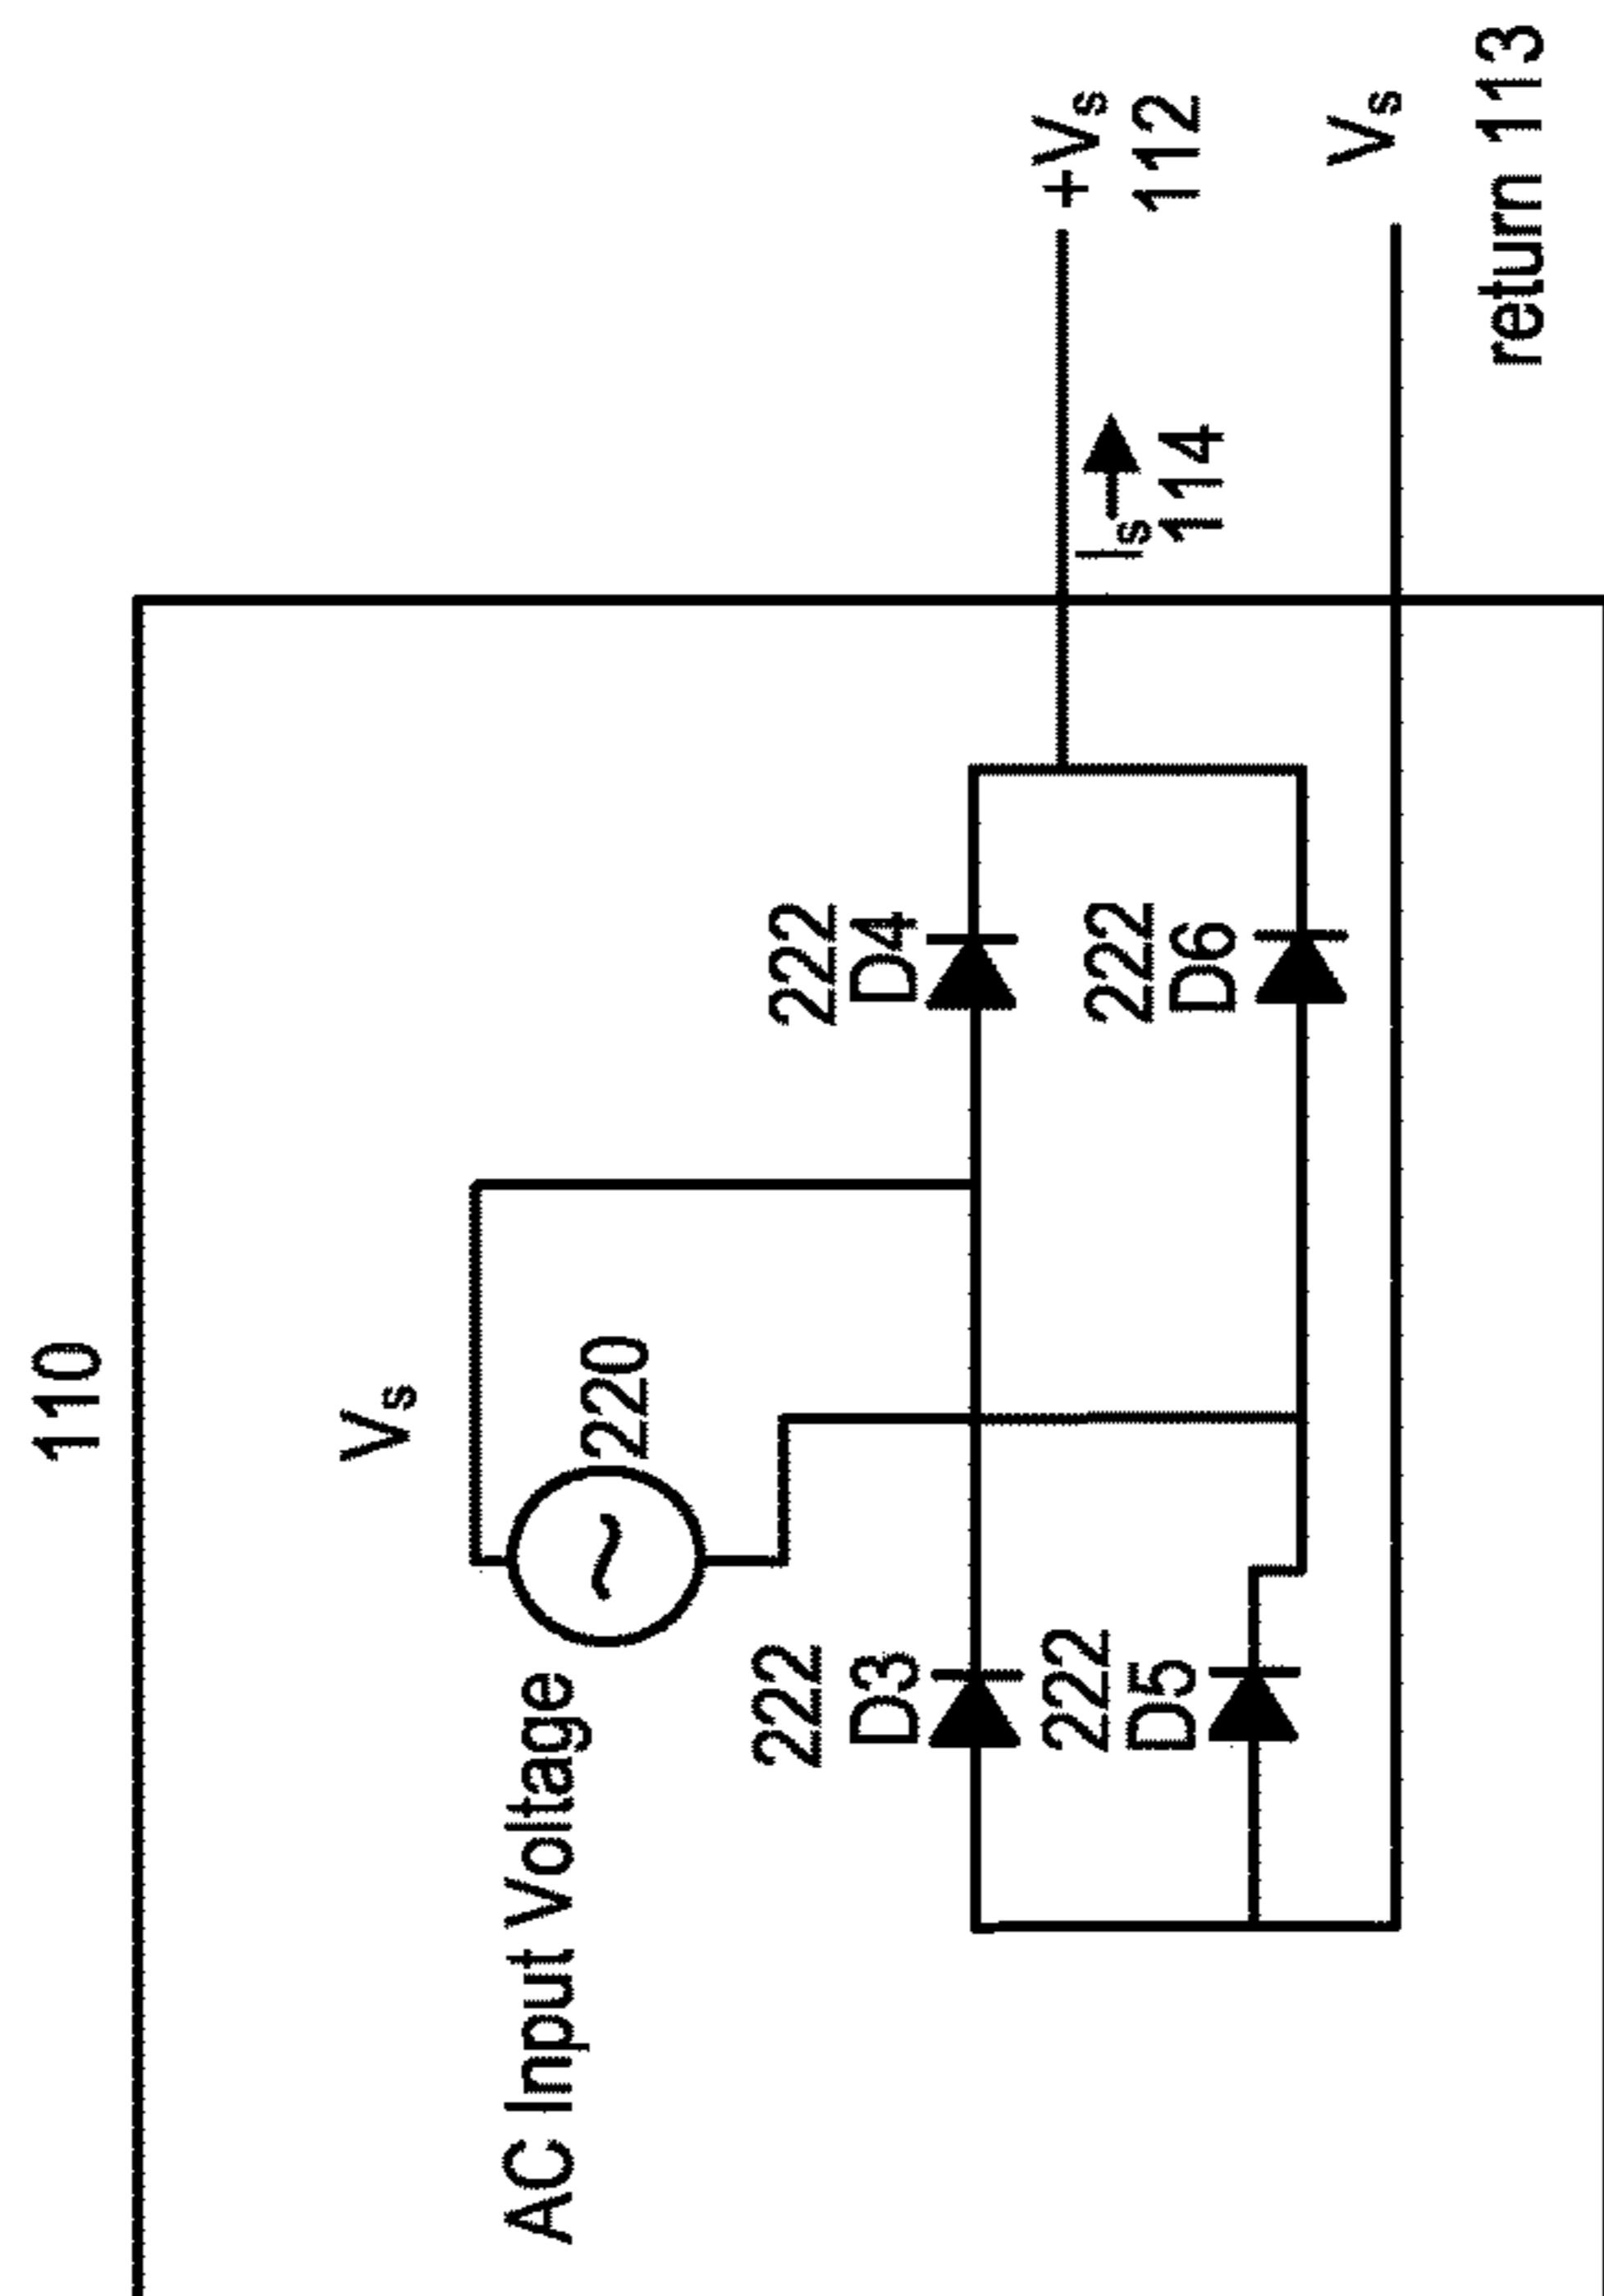 110
Vs
AC Input Voltage
220
222
D3
222
D4
222
D5
222
D6
+Vs
112
Is
114
Vs
return 113